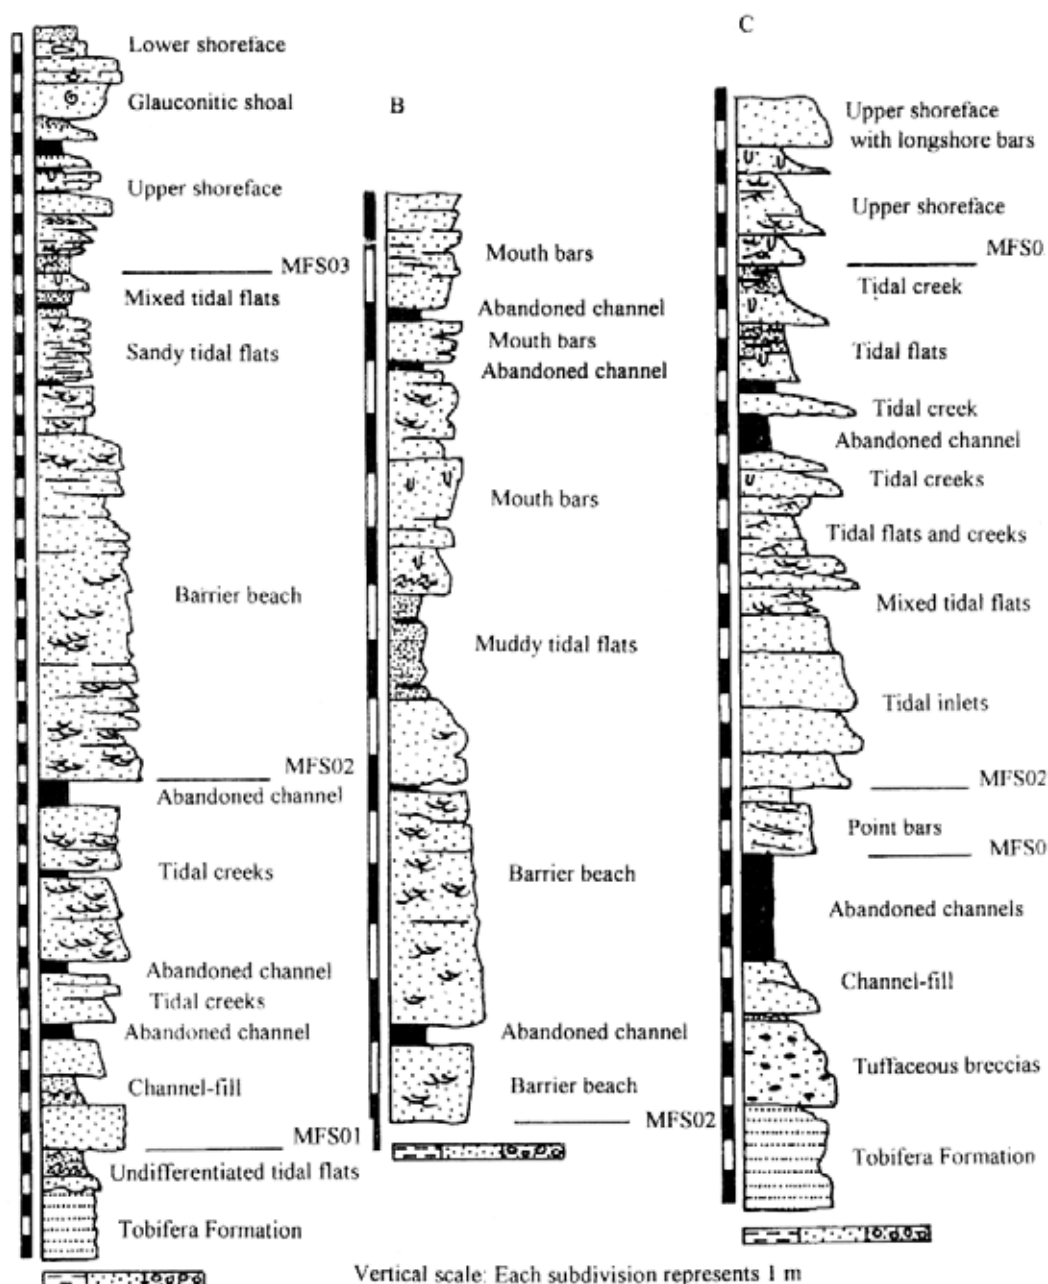 Lower shoreface
Glauconitic shoal
Upper shoreface
MFS03
Mixed tidal flats
Sandy tidal flats
Barrier beach
MFS02
Abandoned channel
Tidal creeks
Abandoned channel
Tidal creeks
Abandoned channel
Channel-fill
MFS01
Undifferentiated tidal flats
Tobifera Formation
B
Mouth bars
Abandoned channel
Mouth bars
Abandoned channel
Mouth bars
Muddy tidal flats
Barrier beach
Abandoned channel
Barrier beach
MFS02
C
Upper shoreface
with longshore bars
Upper shoreface
MFS0
Tidal creek
Tidal flats
Tidal creek
Abandoned channel
Tidal creeks
Tidal flats and creeks
Mixed tidal flats
Tidal inlets
MFS02
Point bars
MFS0
Abandoned channels
Channel-fill
Tuffaceous breccias
Tobifera Formation
Vertical scale: Each subdivision represents 1 m